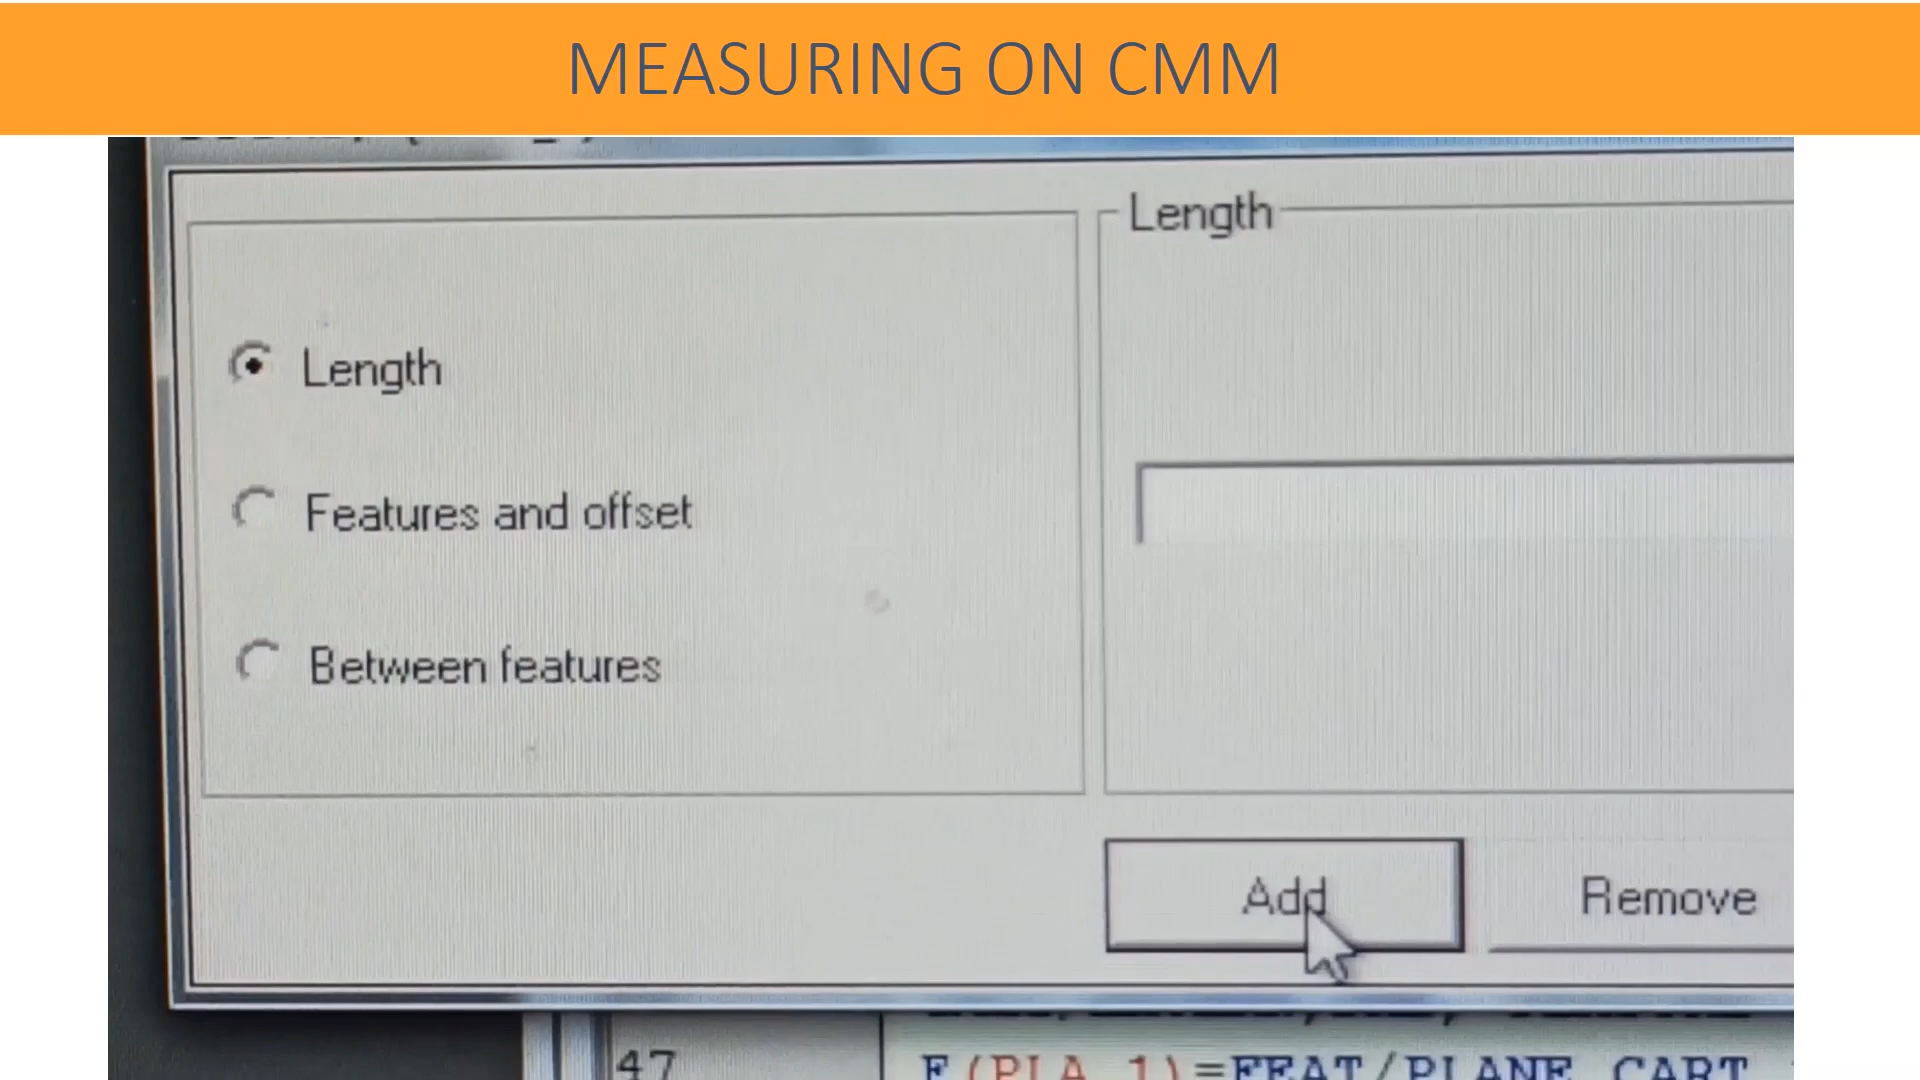 MEASURING ON CMM
Length
Length
Features and offset
Between features
Add
Remove
47
F(PLA_1)=FEAT/PLANE,CART